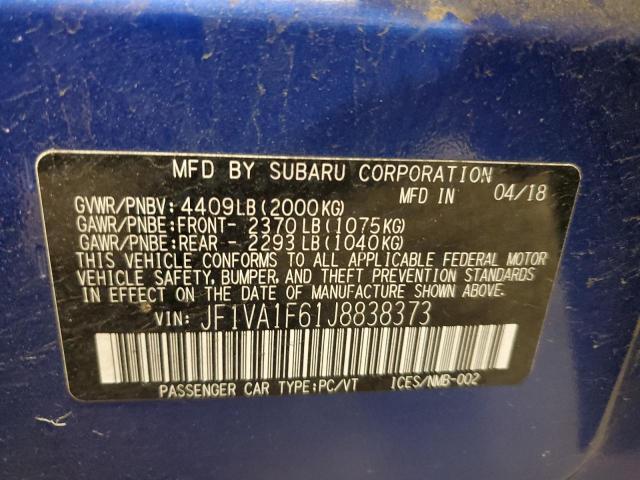 MFD BY SUBARU CORPORATION
MFD IN 04/18
GVWR/PNBV: 4409LB(2000KG)
GAWR/PNBE:FRONT- 2370LB(1075KG)
GAWR/PNBE:REAR - 2293LB(1040KG)
THIS VEHICLE CONFORMS TO ALL APPLICABLE FEDERAL MOTOR
VEHICLE SAFETY, BUMPER, AND THEFT PREVENTION STANDARDS
IN EFFECT ON THE DATE OF MANUFACTURE SHOWN ABOVE.
VIN: JF1VA1F61J8838373
PASSENGER CAR TYPE:PC/VT ICES/NMB-002